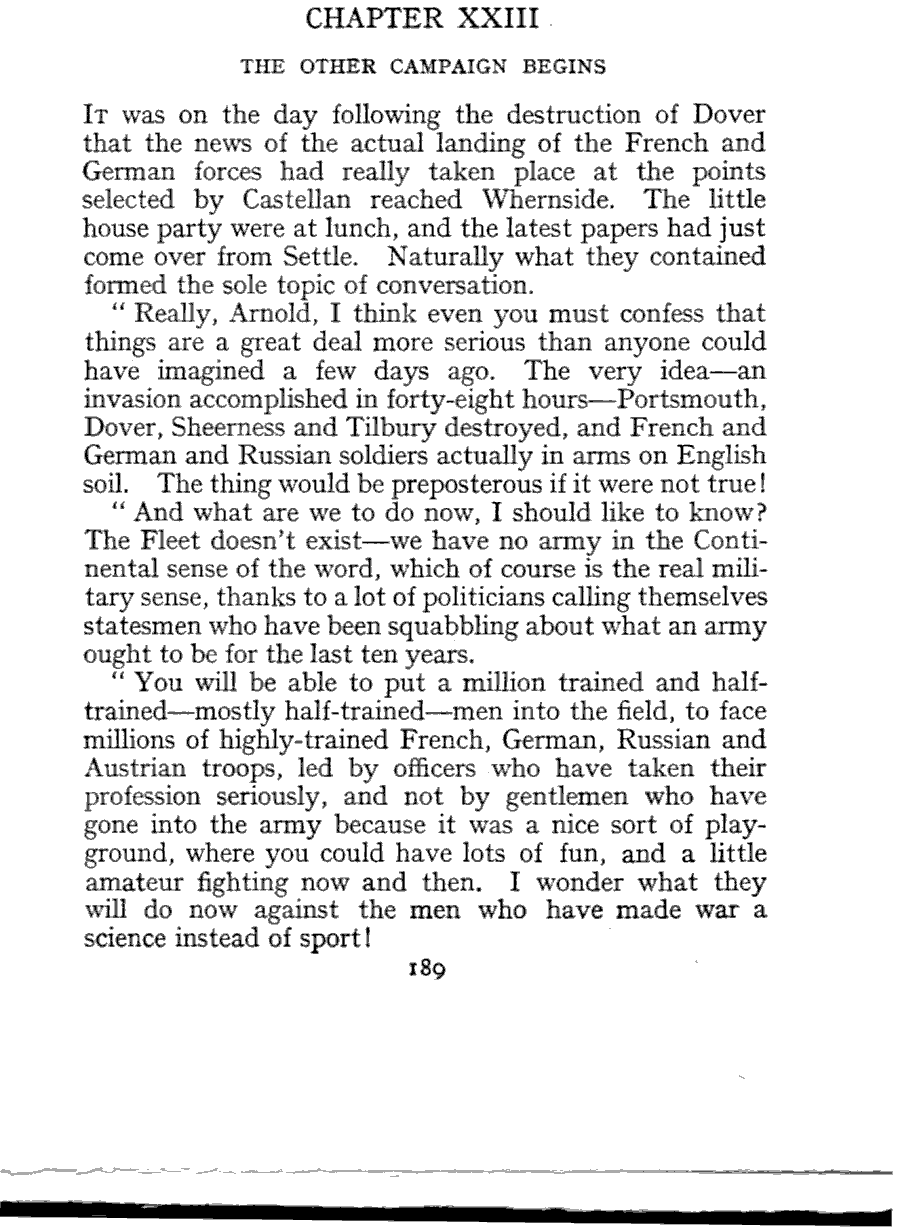 CHAPTER XXIII
THE OTHER CAMPAIGN BEGINS
IT was on the day following the destruction of Dover
that the news of the actual landing of the French and
German forces had really taken place at the points
selected by Castellan reached Whernside. The little
house party were at lunch, and the latest papers had just
come over from Settle. Naturally what they contained
formed the sole topic of conversation.
“ Really, Arnold, I think even you must confess that
things are a great deal more serious than anyone could
have imagined a few days ago. The very idea—an
invasion accomplished in forty-eight hours—Portsmouth,
Dover, Sheerness and Tilbury destroyed, and French and
German and Russian soldiers actually in arms on English
soil. The thing would be preposterous if it were not true!
“ And what are we to do now, I should like to know?
The Fleet doesn't exist—we have no army in the Conti-
nental sense of the word, which of course is the real mili-
tary sense, thanks to a lot of politicians calling themselves
statesmen who have been squabbling about what an army
ought to be for the last ten years.
“ You will be able to put a million trained and half-
trained—mostly half-trained—men into the field, to face
millions of highly-trained French, German, Russian and
Austrian troops, led by officers who have taken their
profession seriously, and not by gentlemen who have
gone into the army because it was a nice sort of play-
ground, where you could have lots of fun, and a little
amateur fighting now and then. I wonder what they
will do now against the men who have made war a
science instead of sport!
189